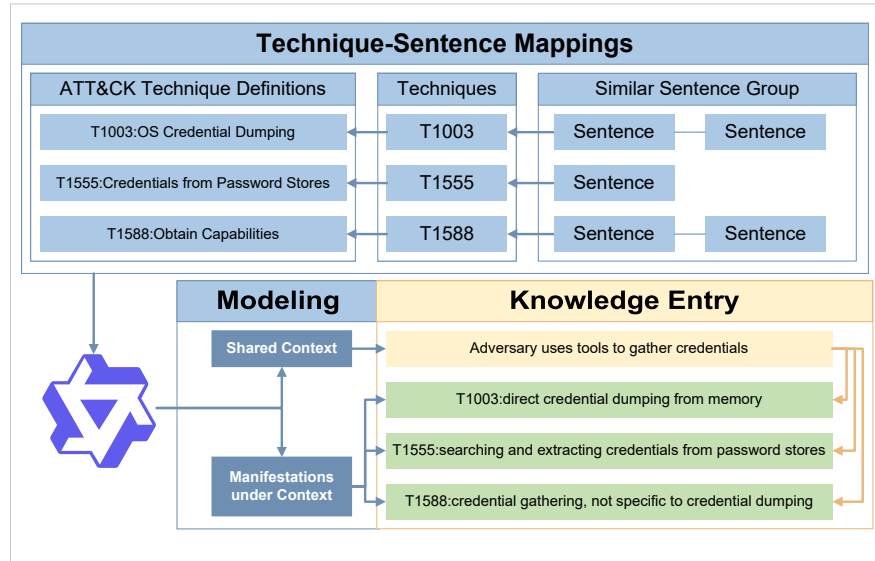 Technique-Sentence Mappings
ATT&CK Technique Definitions
Techniques
Similar Sentence Group
T1003:OS Credential Dumping
T1003
Sentence
Sentence
T1555:Credentials from Password Stores
T1555
Sentence
T1588:Obtain Capabilities
T1588
Sentence
Sentence
Modeling
Knowledge Entry
Shared Context
Adversary uses tools to gather credentials
T1003:direct credential dumping from memory
T1555:searching and extracting credentials from password stores
Manifestations
under Context
T1588:credential gathering, not specific to credential dumping